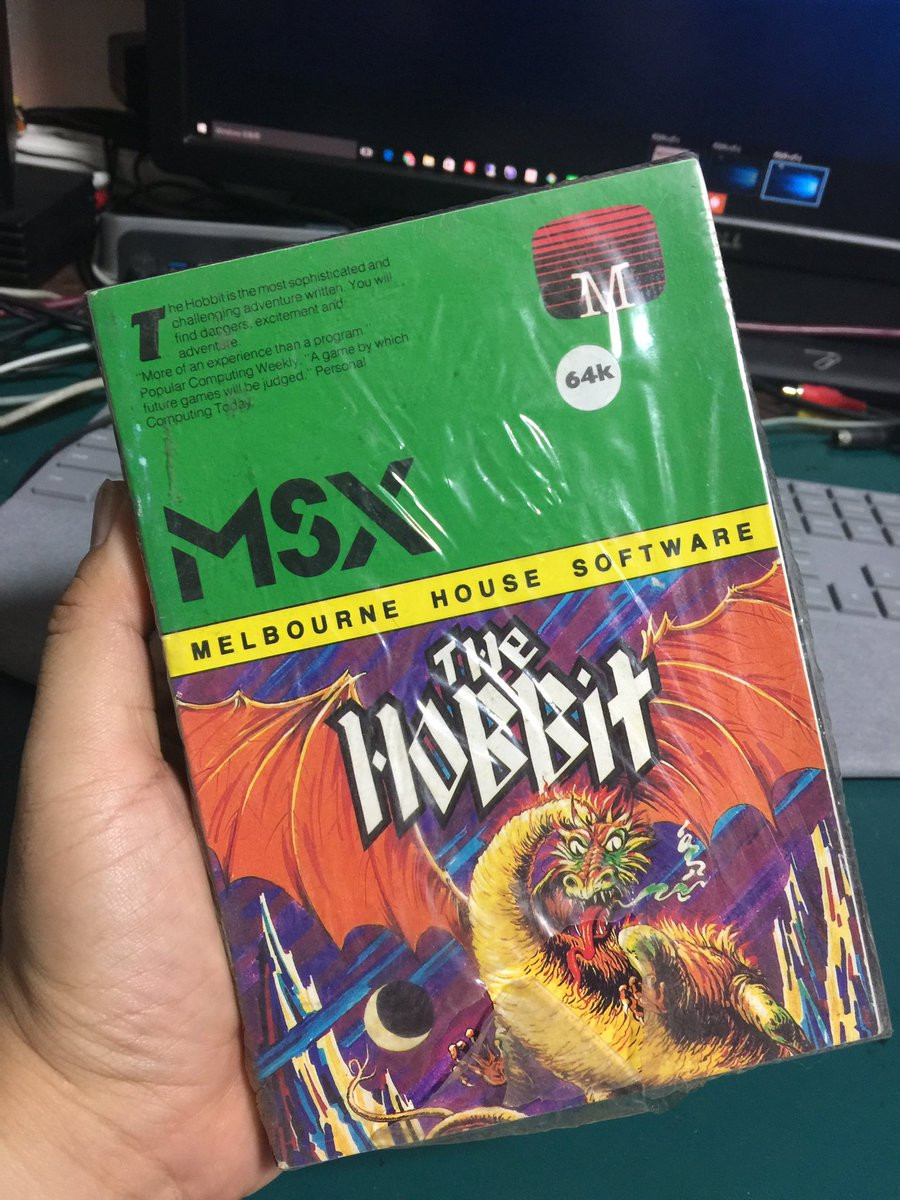 The Hobbit is the most sophisticated and
challenging adventure written. You will
find dangers, excitement and
adventure.
"More of an experience than a program."
Popular Computing Weekly. "A game by which
future games will be judged." Personal
Computing Today.
M
64k
MSX
MELBOURNE HOUSE SOFTWARE
The
Hobbit